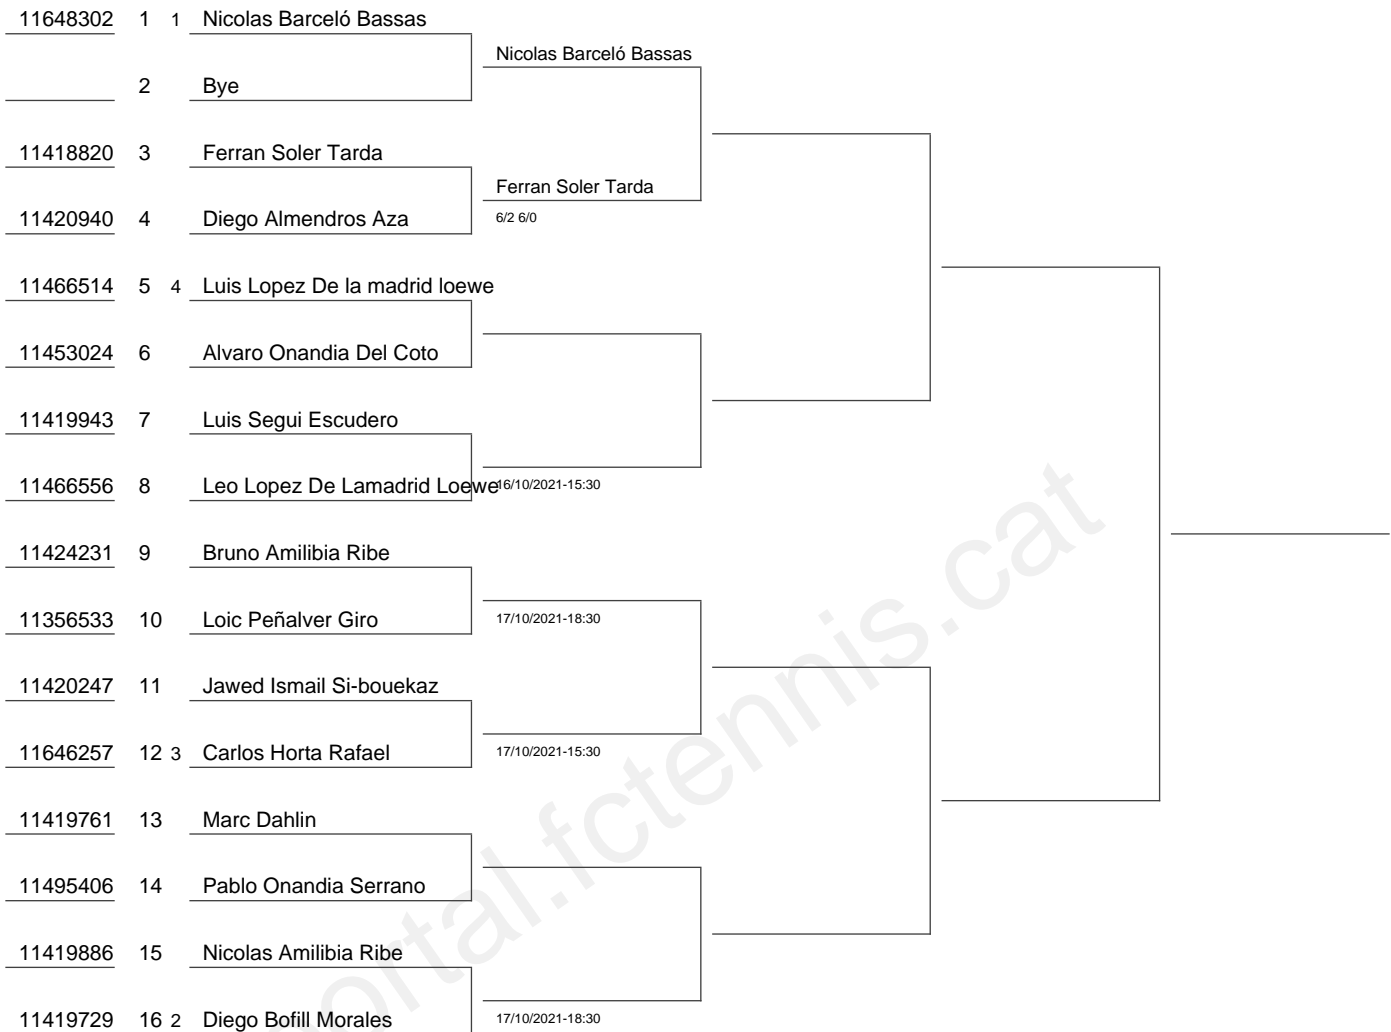 11648302 1 1 Nicolas Barceló Bassas
Nicolas Barceló Bassas
2 Bye
11418820 3 Ferran Soler Tarda
Ferran Soler Tarda
11420940 4 Diego Almendros Aza 6/2 6/0
11466514 5 4 Luis Lopez De la madrid loewe
11453024 6 Alvaro Onandia Del Coto
11419943 7 Luis Segui Escudero
11466556 8 Leo Lopez De Lamadrid Loewe 16/10/2021-15:30
11424231 9 Bruno Amilibia Ribe
11356533 10 Loic Peñalver Giro 17/10/2021-18:30
11420247 11 Jawed Ismail Si-bouekaz
11646257 12 3 Carlos Horta Rafael 17/10/2021-15:30
11419761 13 Marc Dahlin
11495406 14 Pablo Onandia Serrano
11419886 15 Nicolas Amilibia Ribe
11419729 16 2 Diego Bofill Morales 17/10/2021-18:30
ortal.fctennis.cat